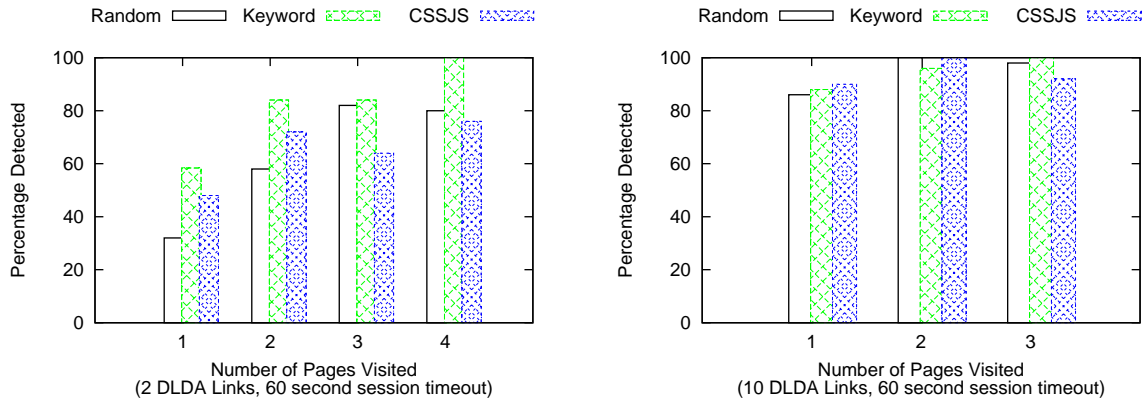 Random Keyword CSSJS
100
80
60
40
20
0
Percentage Detected
1 2 3 4
Number of Pages Visited
(2 DLDA Links, 60 second session timeout)
Random Keyword CSSJS
100
80
60
40
20
0
Percentage Detected
1 2 3
Number of Pages Visited
(10 DLDA Links, 60 second session timeout)